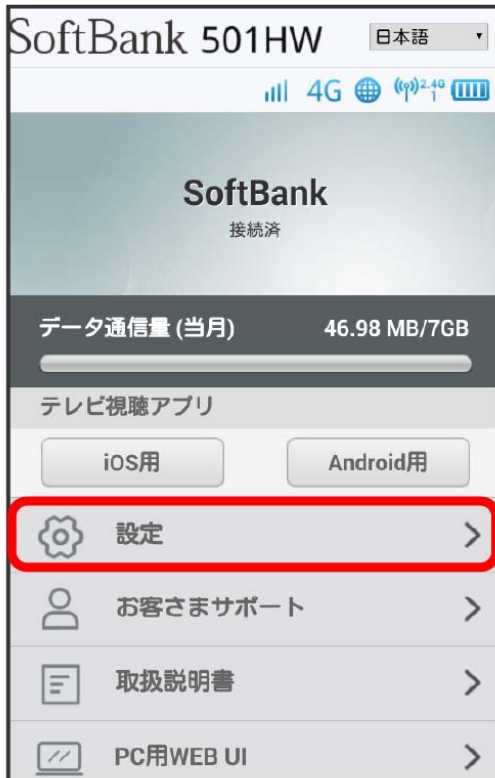 SoftBank 501HW 日本語
4G 2.4G 1
SoftBank
接続済
データ通信量 (当月) 46.98 MB/7GB
テレビ視聴アプリ
iOS用 Android用
設定
お客さまサポート
取扱説明書
PC用WEB UI